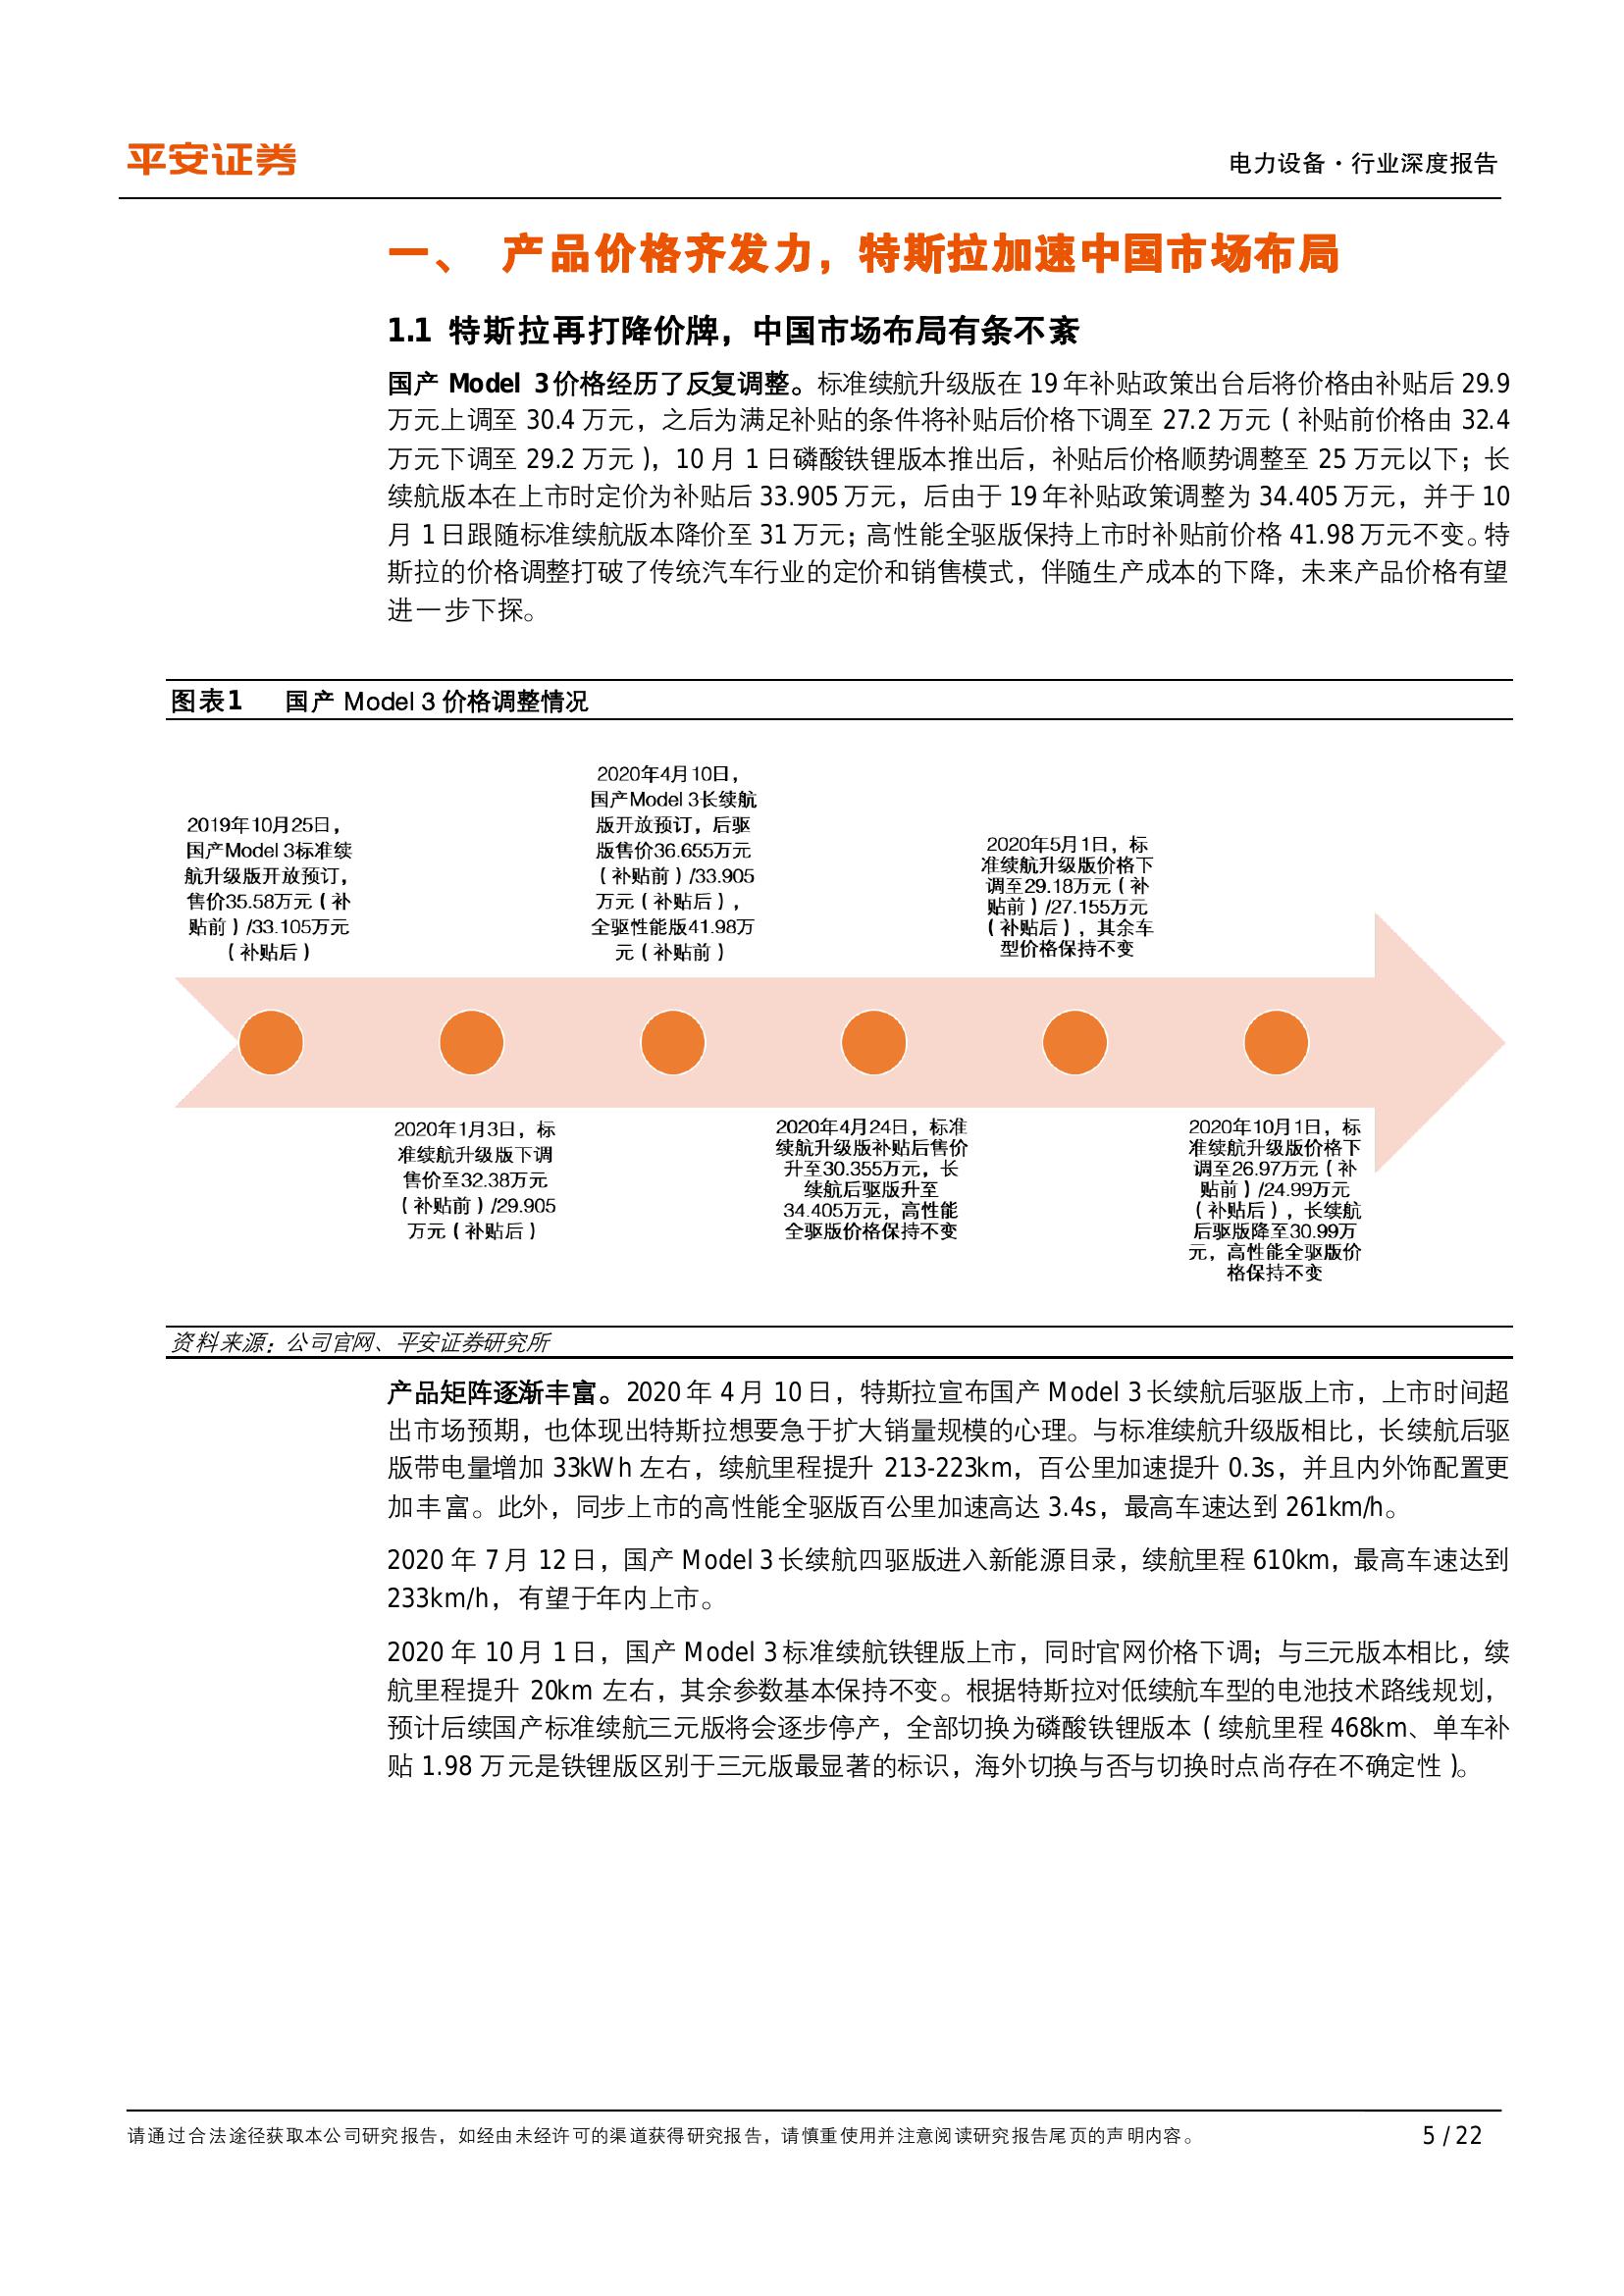 平安证券
电力设备·行业深度报告
一、 产品价格齐发力，特斯拉加速中国市场布局
1.1 特斯拉再打降价牌，中国市场布局有条不紊
国产 Model 3 价格经历了反复调整。标准续航升级版在 19 年补贴政策出台后将价格由补贴后 29.9
万元上调至 30.4 万元，之后为满足补贴的条件将补贴后价格下调至 27.2 万元（补贴前价格由 32.4
万元下调至 29.2 万元），10 月 1 日磷酸铁锂版本推出后，补贴后价格顺势调整至 25 万元以下；长
续航版本在上市时定价为补贴后 33.905 万元，后由于 19 年补贴政策调整为 34.405 万元，并于 10
月 1 日跟随标准续航版本降价至 31 万元；高性能全驱版保持上市时补贴前价格 41.98 万元不变。特
斯拉的价格调整打破了传统汽车行业的定价和销售模式，伴随生产成本的下降，未来产品价格有望
进一步下探。
图表1 国产 Model 3 价格调整情况
2019年10月25日，
国产Model 3标准续
航升级版开放预订，
售价35.58万元（补
贴前）/33.105万元
（补贴后）
2020年1月3日，标
准续航升级版下调
售价至32.38万元
（补贴前）/29.905
万元（补贴后）
2020年4月10日，
国产Model 3长续航
版开放预订，后驱
版售价36.655万元
（补贴前）/33.905
万元（补贴后），
全驱性能版41.98万
元（补贴前）
2020年4月24日，标准
续航升级版补贴后售价
升至30.355万元，长
续航后驱版升至
34.405万元，高性能
全驱版价格保持不变
2020年5月1日，标
准续航升级版价格下
调至29.18万元（补
贴前）/27.155万元
（补贴后），其余车
型价格保持不变
2020年10月1日，标
准续航升级版价格下
调至26.97万元（补
贴前）/24.99万元
（补贴后），长续航
后驱版降至30.99万
元，高性能全驱版价
格保持不变
资料来源：公司官网、平安证券研究所
产品矩阵逐渐丰富。2020 年 4 月 10 日，特斯拉宣布国产 Model 3 长续航后驱版上市，上市时间超
出市场预期，也体现出特斯拉想要急于扩大销量规模的心理。与标准续航升级版相比，长续航后驱
版带电量增加 33kWh 左右，续航里程提升 213-223km，百公里加速提升 0.3s，并且内外饰配置更
加丰富。此外，同步上市的高性能全驱版百公里加速高达 3.4s，最高车速达到 261km/h。
2020 年 7 月 12 日，国产 Model 3 长续航四驱版进入新能源目录，续航里程 610km，最高车速达到
233km/h，有望于年内上市。
2020 年 10 月 1 日，国产 Model 3 标准续航铁锂版上市，同时官网价格下调；与三元版本相比，续
航里程提升 20km 左右，其余参数基本保持不变。根据特斯拉对低续航车型的电池技术路线规划，
预计后续国产标准续航三元版将会逐步停产，全部切换为磷酸铁锂版本（续航里程 468km、单车补
贴 1.98 万元是铁锂版区别于三元版最显著的标识，海外切换与否与切换时点尚存在不确定性）。
请通过合法途径获取本公司研究报告，如经由未经许可的渠道获得研究报告，请慎重使用并注意阅读研究报告尾页的声明内容。
5 / 22